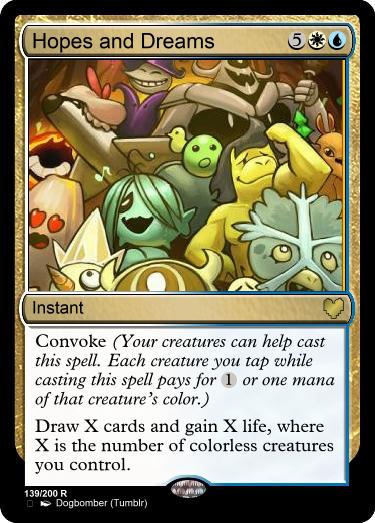 Hopes and Dreams 5
Instant
Convoke (Your creatures can help cast
this spell. Each creature you tap while
casting this spell pays for 1 or one mana
of that creature's color.)
Draw X cards and gain X life, where
X is the number of colorless creatures
you control.
139/200 R
Dogbomber (Tumblr)